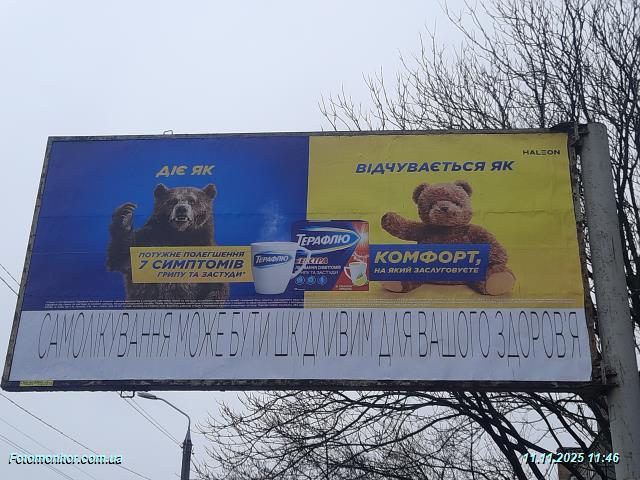 HALEON
ДІЄ ЯК
ВІДЧУВАЄТЬСЯ ЯК
ПОТУЖНЕ ПОЛЕГШЕННЯ
7 СИМПТОМІВ
ГРИПУ ТА ЗАСТУДИ*
ТЕРАФЛЮ
ТЕРАФЛЮ
ЕКСТРА
КОМФОРТ,
НА ЯКИЙ ЗАСЛУГОВУЄТЕ
САМОЛІКУВАННЯ МОЖЕ БУТИ ШКІДЛИВИМ ДЛЯ ВАШОГО ЗДОРОВ'Я
Fotomonitor.com.ua
11.11.2025 11:46